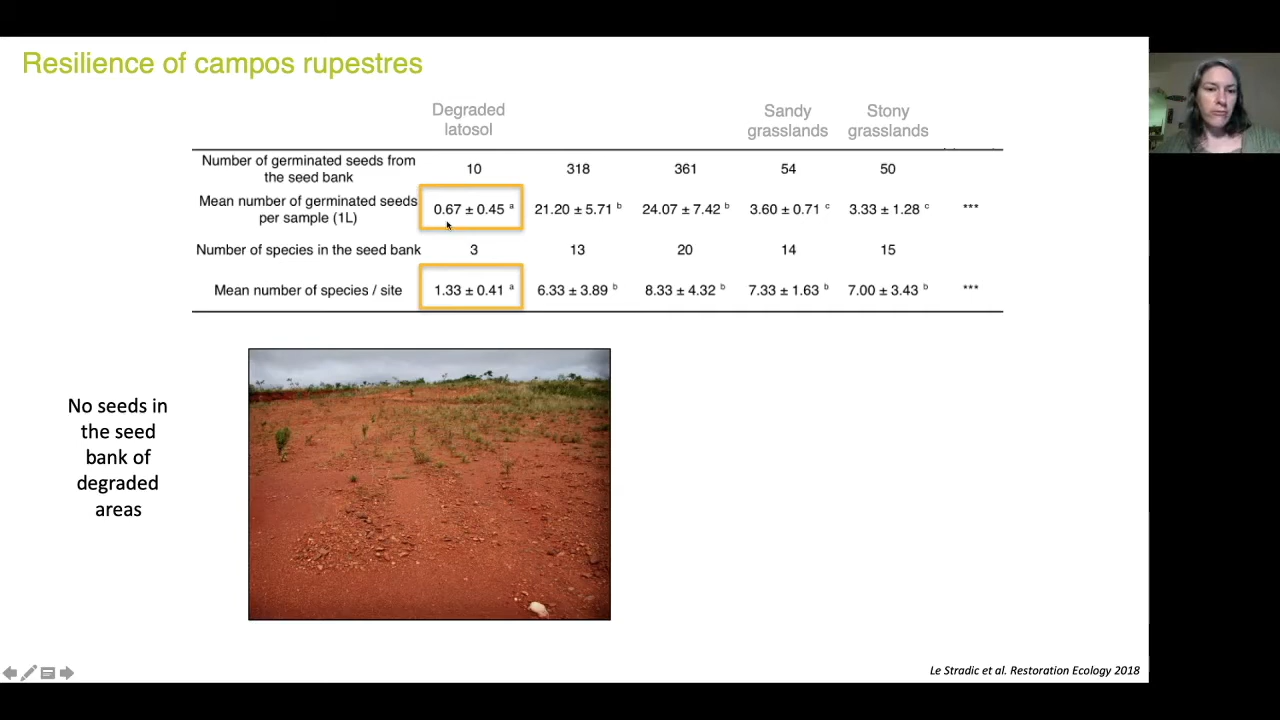 Resilience of campos rupestres
Degraded
latosol
Sandy
grasslands
Stony
grasslands
Number of germinated seeds from
the seed bank
10 318 361 54 50
Mean number of germinated seeds
per sample (1L)
0.67 ± 0.45 a 21.20 ± 5.71 b 24.07 ± 7.42 b 3.60 ± 0.71 c 3.33 ± 1.28 c ***
Number of species in the seed bank 3 13 20 14 15
Mean number of species / site 1.33 ± 0.41 a 6.33 ± 3.89 b 8.33 ± 4.32 b 7.33 ± 1.63 b 7.00 ± 3.43 b ***
No seeds in
the seed
bank of
degraded
areas
Le Stradic et al. Restoration Ecology 2018